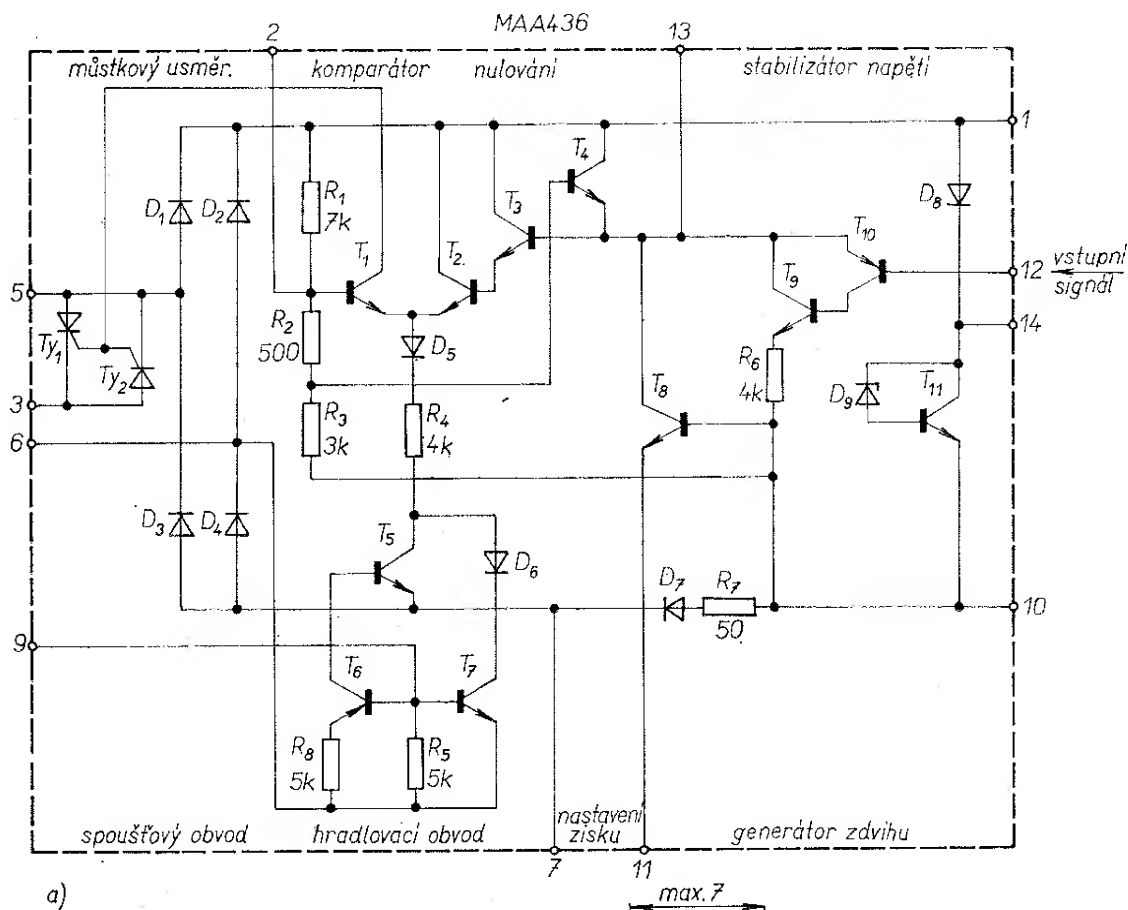 MAA436
2
13
můstkový usměr.
komparátor
nulování
stabilizátor napětí
1
T4
R1
7k
D1
D2
T3
D8
T1
T2
T10
12
vstupní
signál
5
T9
14
R2
500
D5
Ty1
Ty2
R6
4k
T8
D9
T11
3
R3
3k
R4
4k
6
D3
D4
T5
D6
D7
R7
50
10
9
T6
T7
R8
5k
R5
5k
spoušťový obvod
hradlovací obvod
nastavení
zisku
generátor zdvihu
7
11
a)
max. 7